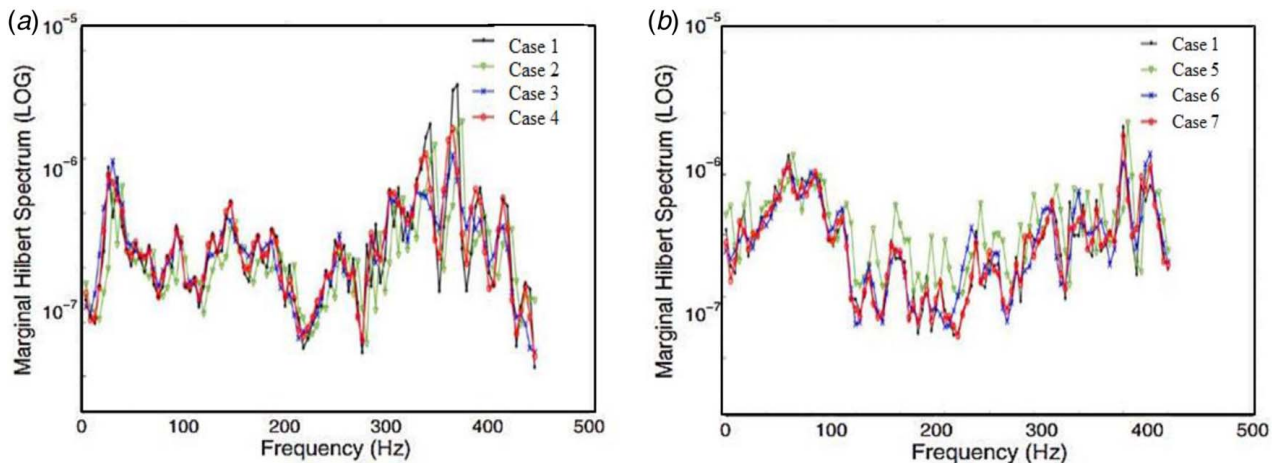 (a)
10⁻⁵
10⁻⁶
10⁻⁷
Marginal Hilbert Spectrum (LOG)
Case 1
Case 2
Case 3
Case 4
0 100 200 300 400 500
Frequency (Hz)
(b)
10⁻⁵
10⁻⁶
10⁻⁷
Marginal Hilbert Spectrum (LOG)
Case 1
Case 5
Case 6
Case 7
0 100 200 300 400 500
Frequency (Hz)